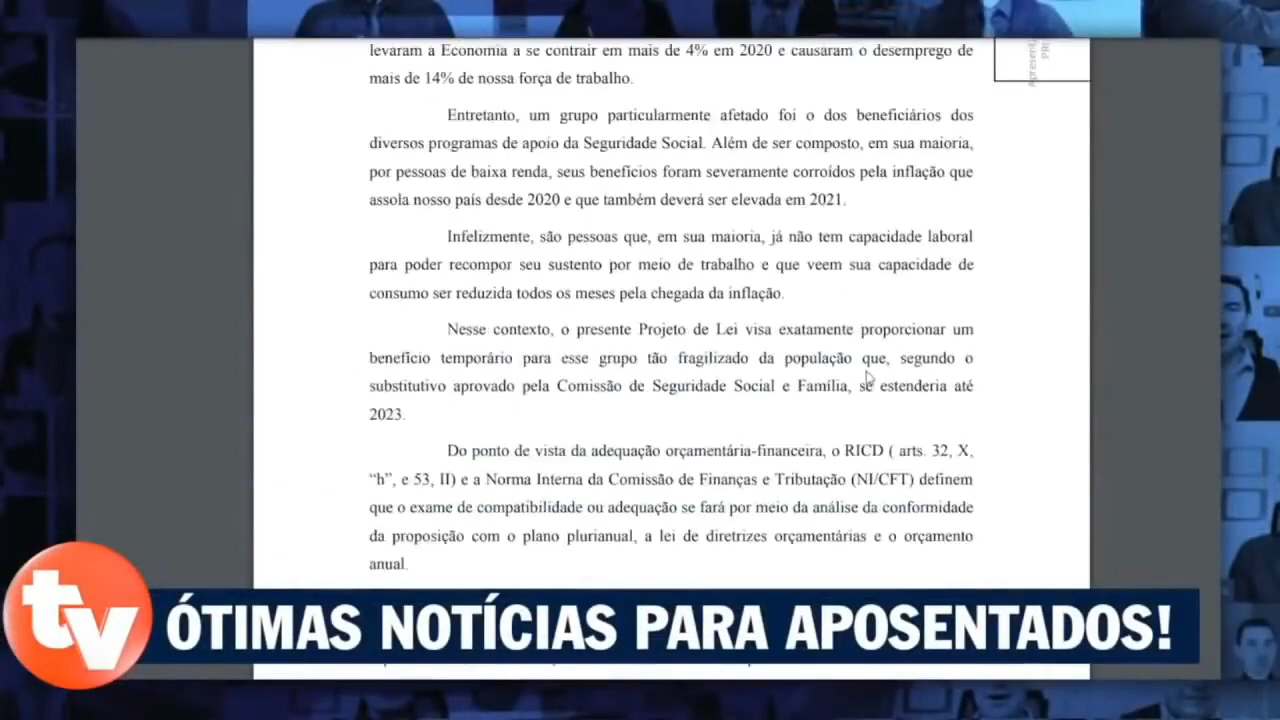 levaram a Economia a se contrair em mais de 4% em 2020 e causaram o desemprego de
mais de 14% de nossa força de trabalho.
Entretanto, um grupo particularmente afetado foi o dos beneficiários dos
diversos programas de apoio da Seguridade Social. Além de ser composto, em sua maioria,
por pessoas de baixa renda, seus benefícios foram severamente corroídos pela inflação que
assola nosso país desde 2020 e que também deverá ser elevada em 2021.
Infelizmente, são pessoas que, em sua maioria, já não tem capacidade laboral
para poder recompor seu sustento por meio de trabalho e que veem sua capacidade de
consumo ser reduzida todos os meses pela chegada da inflação.
Nesse contexto, o presente Projeto de Lei visa exatamente proporcionar um
benefício temporário para esse grupo tão fragilizado da população que, segundo o
substitutivo aprovado pela Comissão de Seguridade Social e Família, se estenderia até
2023.
Do ponto de vista da adequação orçamentária-financeira, o RICD ( arts. 32, X,
“h”, e 53, II) e a Norma Interna da Comissão de Finanças e Tributação (NI/CFT) definem
que o exame de compatibilidade ou adequação se fará por meio da análise da conformidade
da proposição com o plano plurianual, a lei de diretrizes orçamentárias e o orçamento
anual.
tv
ÓTIMAS NOTÍCIAS PARA APOSENTADOS!